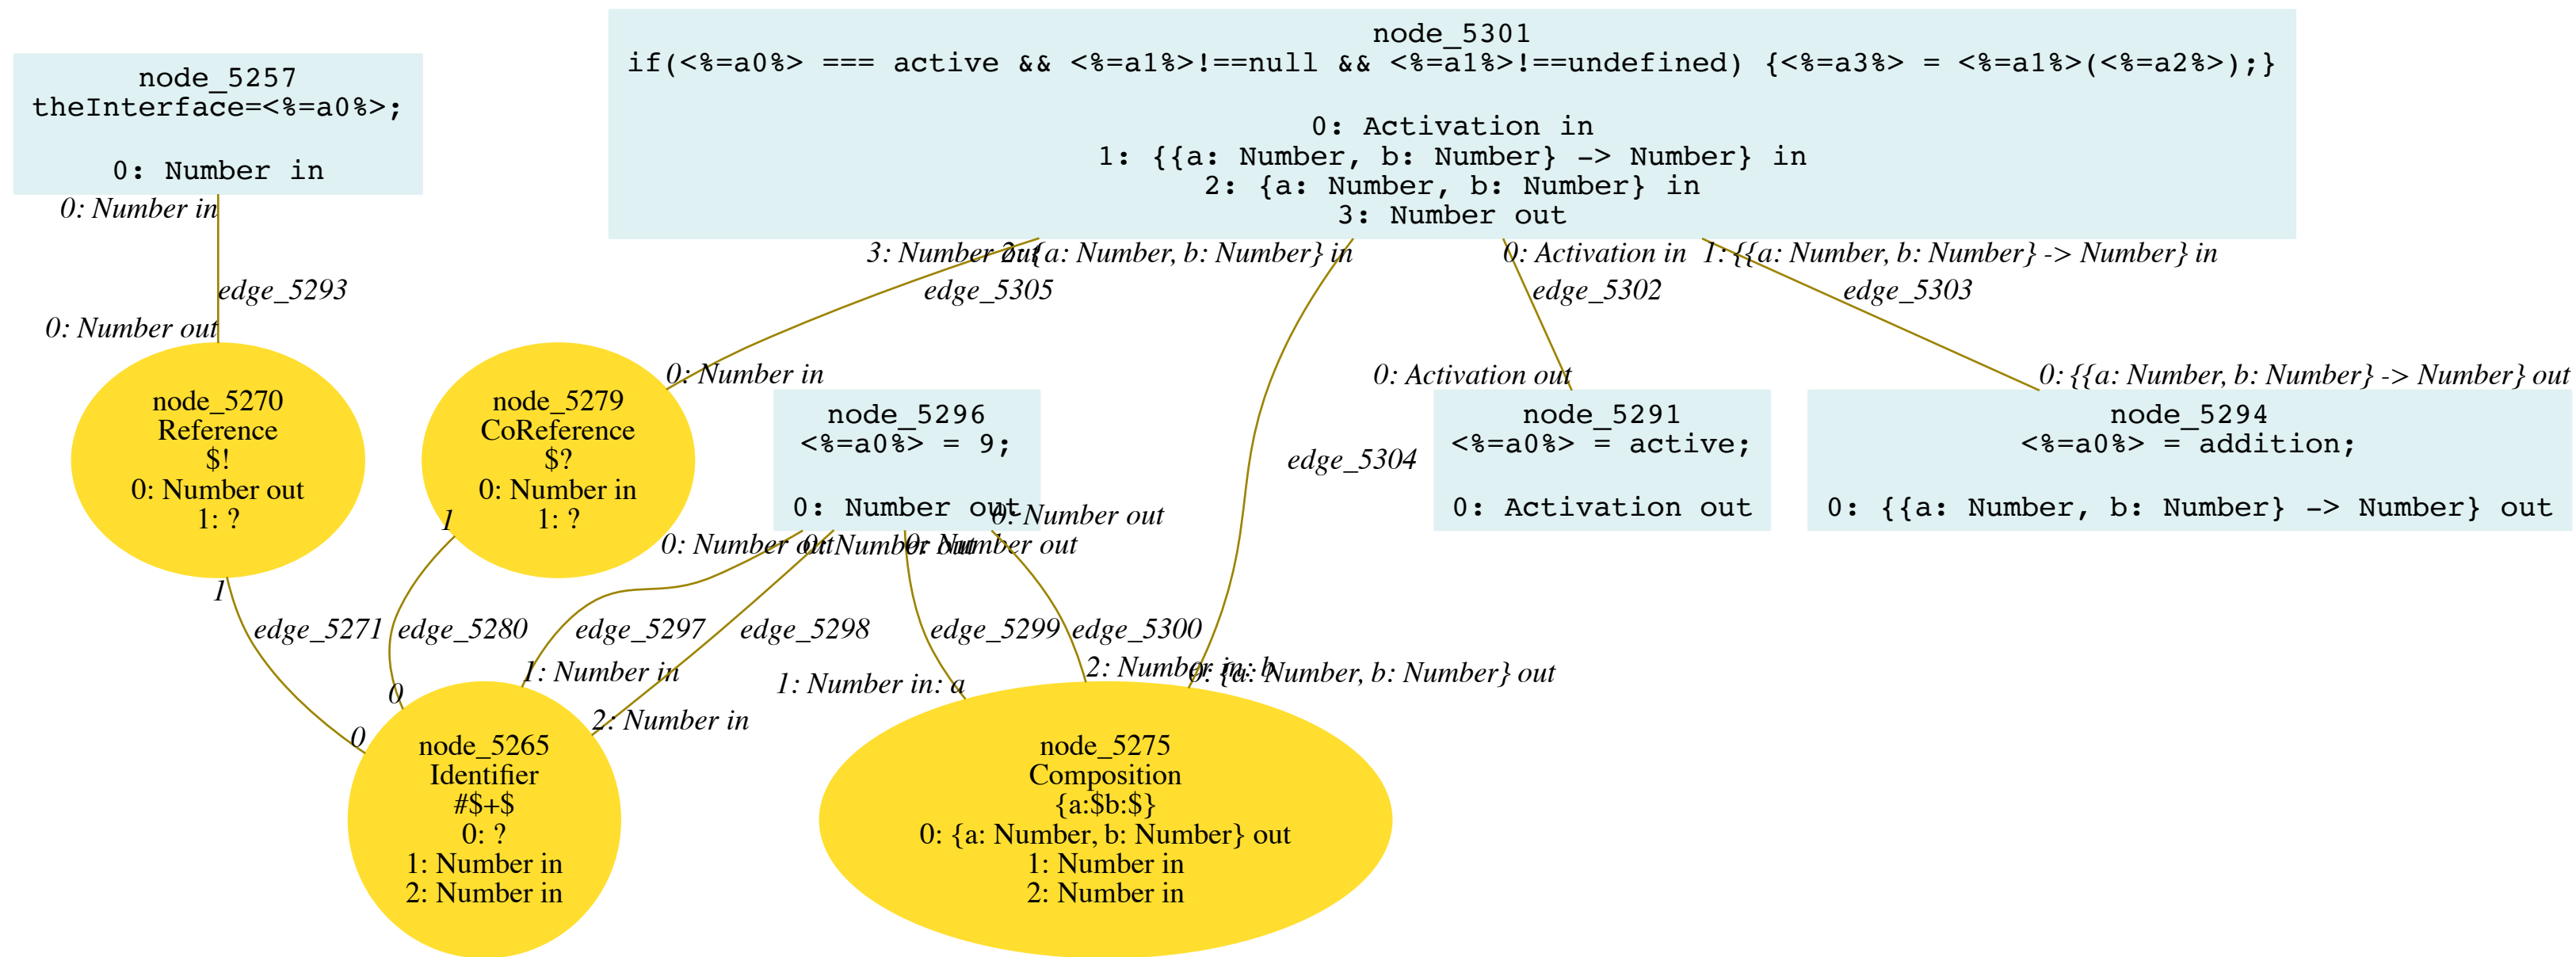 node_5301
if(<%=a0%> === active && <%=a1%>!==null && <%=a1%>!==undefined) {<%=a3%> = <%=a1%>(<%=a2%>);}
0: Activation in
1: {{a: Number, b: Number} -> Number} in
2: {a: Number, b: Number} in
3: Number out
node_5257
theInterface=<%=a0%>;
0: Number in
0: Number in
3: Number out
2: {a: Number, b: Number} in
0: Activation in
1: {{a: Number, b: Number} -> Number} in
edge_5293
edge_5305
edge_5302
edge_5303
0: Number out
0: Number in
0: Activation out
0: {{a: Number, b: Number} -> Number} out
node_5270
Reference
$!
0: Number out
1: ?
node_5279
CoReference
$?
0: Number in
1: ?
node_5296
<%=a0%> = 9;
0: Number out
edge_5304
node_5291
<%=a0%> = active;
0: Activation out
node_5294
<%=a0%> = addition;
0: {{a: Number, b: Number} -> Number} out
1
1
0: Number out
0: Number out
0: Number out
0: Number out
edge_5271
edge_5280
edge_5297
edge_5298
edge_5299
edge_5300
0
0
1: Number in
2: Number in
1: Number in: a
2: Number in: b
0: {a: Number, b: Number} out
node_5265
Identifier
#$+$
0: ?
1: Number in
2: Number in
node_5275
Composition
{a:$b:$}
0: {a: Number, b: Number} out
1: Number in
2: Number in